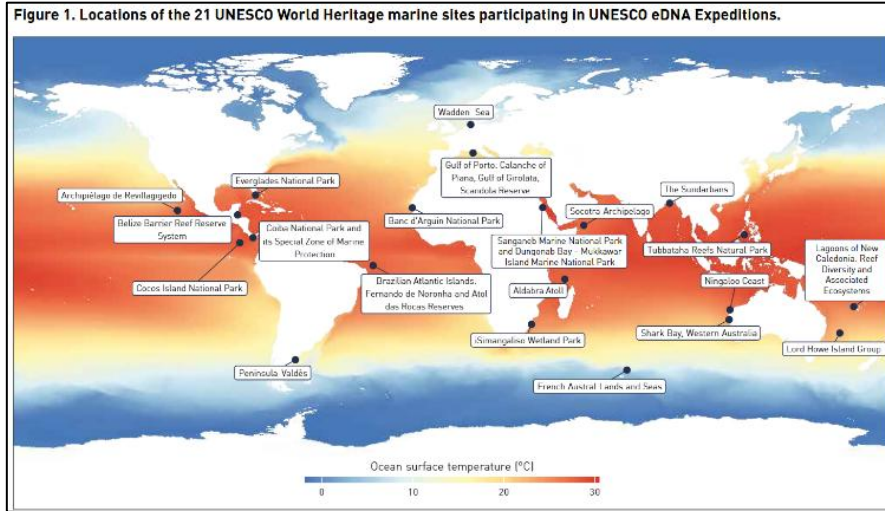 Figure 1. Locations of the 21 UNESCO World Heritage marine sites participating in UNESCO eDNA Expeditions.
Wadden Sea
Gulf of Porto, Calanche of
Piana, Gulf of Girolata,
Scandola Reserve
Everglades National Park
The Sundarbans
Archipiélago de Revillagigedo
Socotra Archipelago
Banc d'Arguin National Park
Belize Barrier Reef Reserve
System
Coiba National Park and
its Special Zone of Marine
Protection
Sanganeb Marine National Park
and Dungonab Bay - Mukkawar
Island Marine National Park
Tubbataha Reefs Natural Park
Lagoons of New
Caledonia: Reef
Diversity and
Associated
Ecosystems
Ningaloo Coast
Cocos Island National Park
Brazilian Atlantic Islands,
Fernando de Noronha and Atol
das Rocas Reserves
Aldabra Atoll
Shark Bay, Western Australia
iSimangaliso Wetland Park
Lord Howe Island Group
Peninsula Valdès
French Austral Lands and Seas
Ocean surface temperature (°C)
0 10 20 30